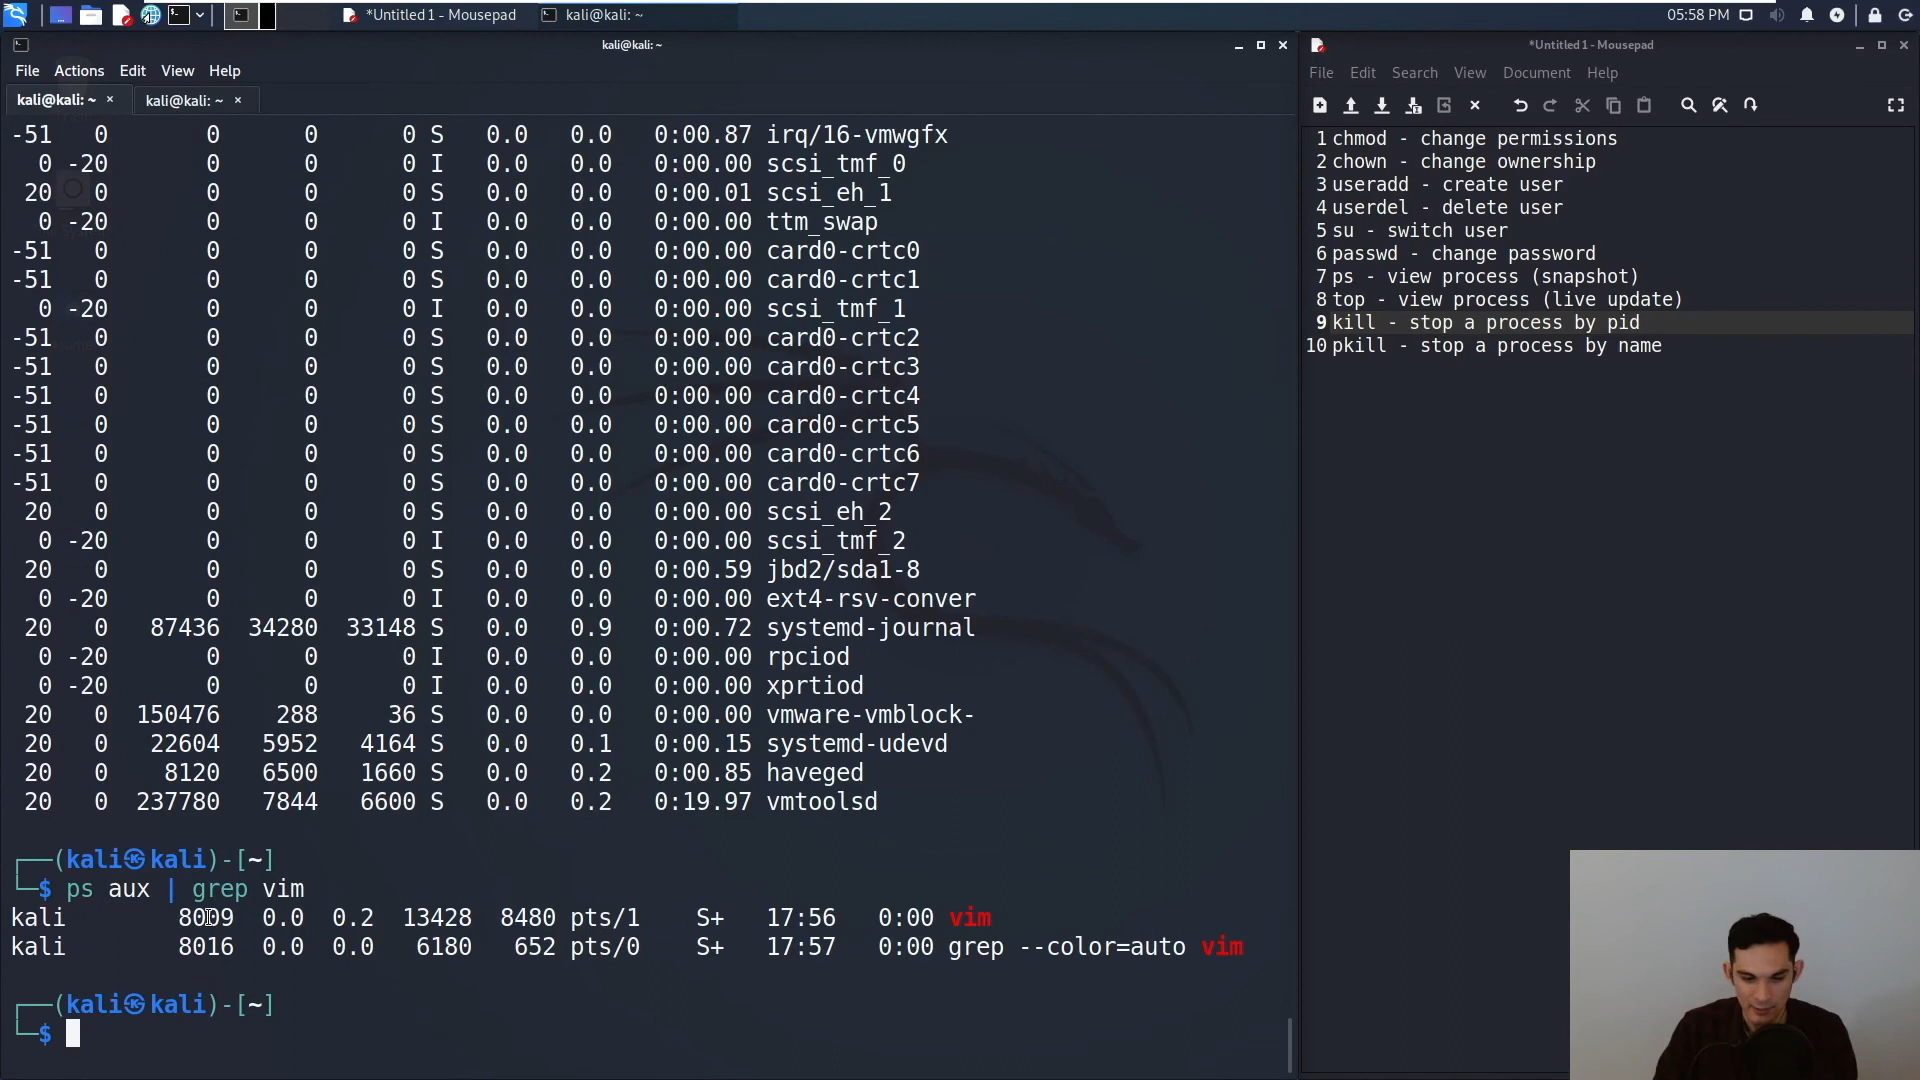 *Untitled 1 - Mousepad
kali@kali: ~
05:58 PM
kali@kali: ~
*Untitled 1 - Mousepad
File Actions Edit View Help
File Edit Search View Document Help
kali@kali: ~ × kali@kali: ~ ×
-51 0 0 0 0 S 0.0 0.0 0:00.87 irq/16-vmwgfx
0 -20 0 0 0 I 0.0 0.0 0:00.00 scsi_tmf_0
20 0 0 0 0 S 0.0 0.0 0:00.01 scsi_eh_1
0 -20 0 0 0 I 0.0 0.0 0:00.00 ttm_swap
-51 0 0 0 0 S 0.0 0.0 0:00.00 card0-crtc0
-51 0 0 0 0 S 0.0 0.0 0:00.00 card0-crtc1
0 -20 0 0 0 I 0.0 0.0 0:00.00 scsi_tmf_1
-51 0 0 0 0 S 0.0 0.0 0:00.00 card0-crtc2
-51 0 0 0 0 S 0.0 0.0 0:00.00 card0-crtc3
-51 0 0 0 0 S 0.0 0.0 0:00.00 card0-crtc4
-51 0 0 0 0 S 0.0 0.0 0:00.00 card0-crtc5
-51 0 0 0 0 S 0.0 0.0 0:00.00 card0-crtc6
-51 0 0 0 0 S 0.0 0.0 0:00.00 card0-crtc7
20 0 0 0 0 S 0.0 0.0 0:00.00 scsi_eh_2
0 -20 0 0 0 I 0.0 0.0 0:00.00 scsi_tmf_2
20 0 0 0 0 S 0.0 0.0 0:00.59 jbd2/sda1-8
0 -20 0 0 0 I 0.0 0.0 0:00.00 ext4-rsv-conver
20 0 87436 34280 33148 S 0.0 0.9 0:00.72 systemd-journal
0 -20 0 0 0 I 0.0 0.0 0:00.00 rpciod
0 -20 0 0 0 I 0.0 0.0 0:00.00 xprtiod
20 0 150476 288 36 S 0.0 0.0 0:00.00 vmware-vmblock-
20 0 22604 5952 4164 S 0.0 0.1 0:00.15 systemd-udevd
20 0 8120 6500 1660 S 0.0 0.2 0:00.85 haveged
20 0 237780 7844 6600 S 0.0 0.2 0:19.97 vmtoolsd
┌──(kali㉿kali)-[~]
└─$ ps aux | grep vim
kali 8009 0.0 0.2 13428 8480 pts/1 S+ 17:56 0:00 vim
kali 8016 0.0 0.0 6180 652 pts/0 S+ 17:57 0:00 grep --color=auto vim
┌──(kali㉿kali)-[~]
└─$
1 chmod - change permissions
2 chown - change ownership
3 useradd - create user
4 userdel - delete user
5 su - switch user
6 passwd - change password
7 ps - view process (snapshot)
8 top - view process (live update)
9 kill - stop a process by pid
10 pkill - stop a process by name